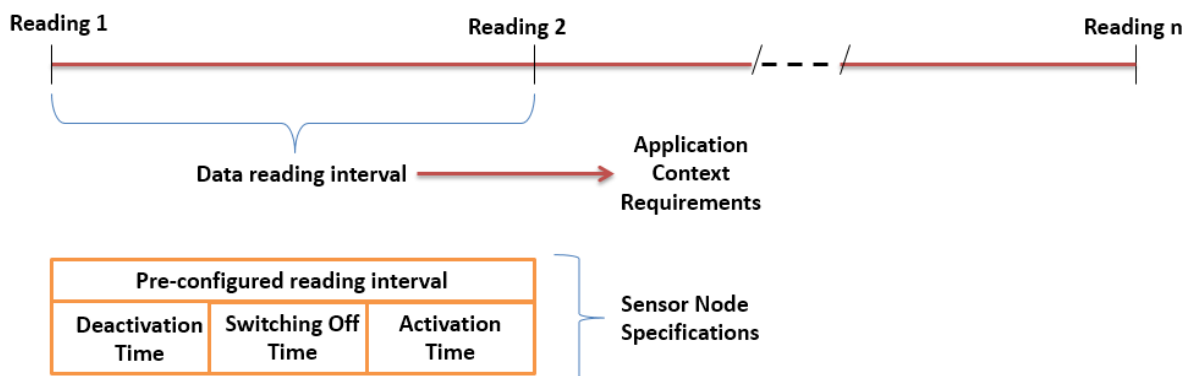 Reading 1
Reading 2
Reading n
Data reading interval
Application
Context
Requirements
Pre-configured reading interval
Deactivation
Time
Switching Off
Time
Activation
Time
Sensor Node
Specifications